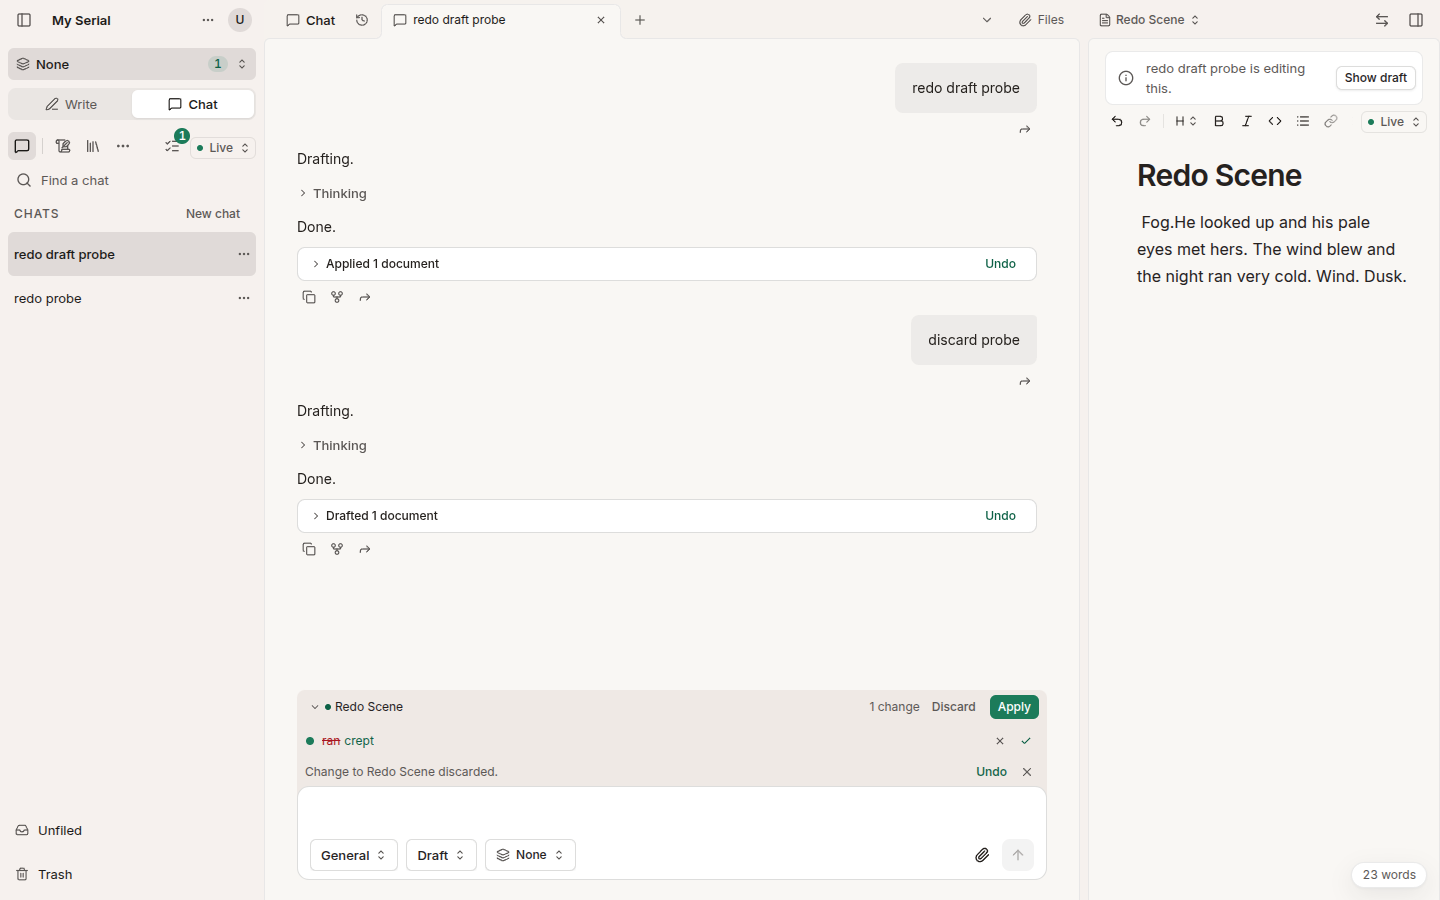 My Serial
U
None
1
Write
Chat
1
Live
Find a chat
CHATS
New chat
redo draft probe
redo probe
Unfiled
Trash
Chat
redo draft probe
Files
redo draft probe
Drafting.
Thinking
Done.
Applied 1 document
Undo
discard probe
Drafting.
Thinking
Done.
Drafted 1 document
Undo
Redo Scene
1 change
Discard
Apply
ran crept
Change to Redo Scene discarded.
Undo
General
Draft
None
Redo Scene
redo draft probe is editing
this.
Show draft
H
B
I
Live
Redo Scene
Fog.He looked up and his pale
eyes met hers. The wind blew and
the night ran very cold. Wind. Dusk.
23 words